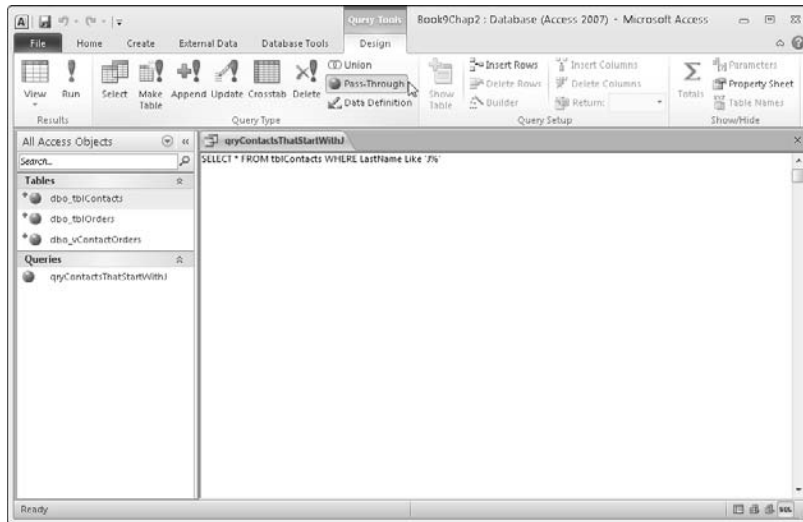 Query Tools
Book9Chap2 : Database (Access 2007) - Microsoft Access
File Home Create External Data Database Tools Design
View
Run
Select
Make Table
Append
Update
Crosstab
Delete
Union
Pass-Through
Data Definition
Show Table
Insert Rows
Delete Rows
Builder
Insert Columns
Delete Columns
Return:
Totals
Parameters
Property Sheet
Table Names
Results Query Type Query Setup Show/Hide
All Access Objects
qryContactsThatStartWithJ
Search...
SELECT * FROM tblContacts WHERE LastName Like 'J%'
Tables
dbo_tblContacts
dbo_tblOrders
dbo_vContactOrders
Queries
qryContactsThatStartWithJ
Ready
SQL